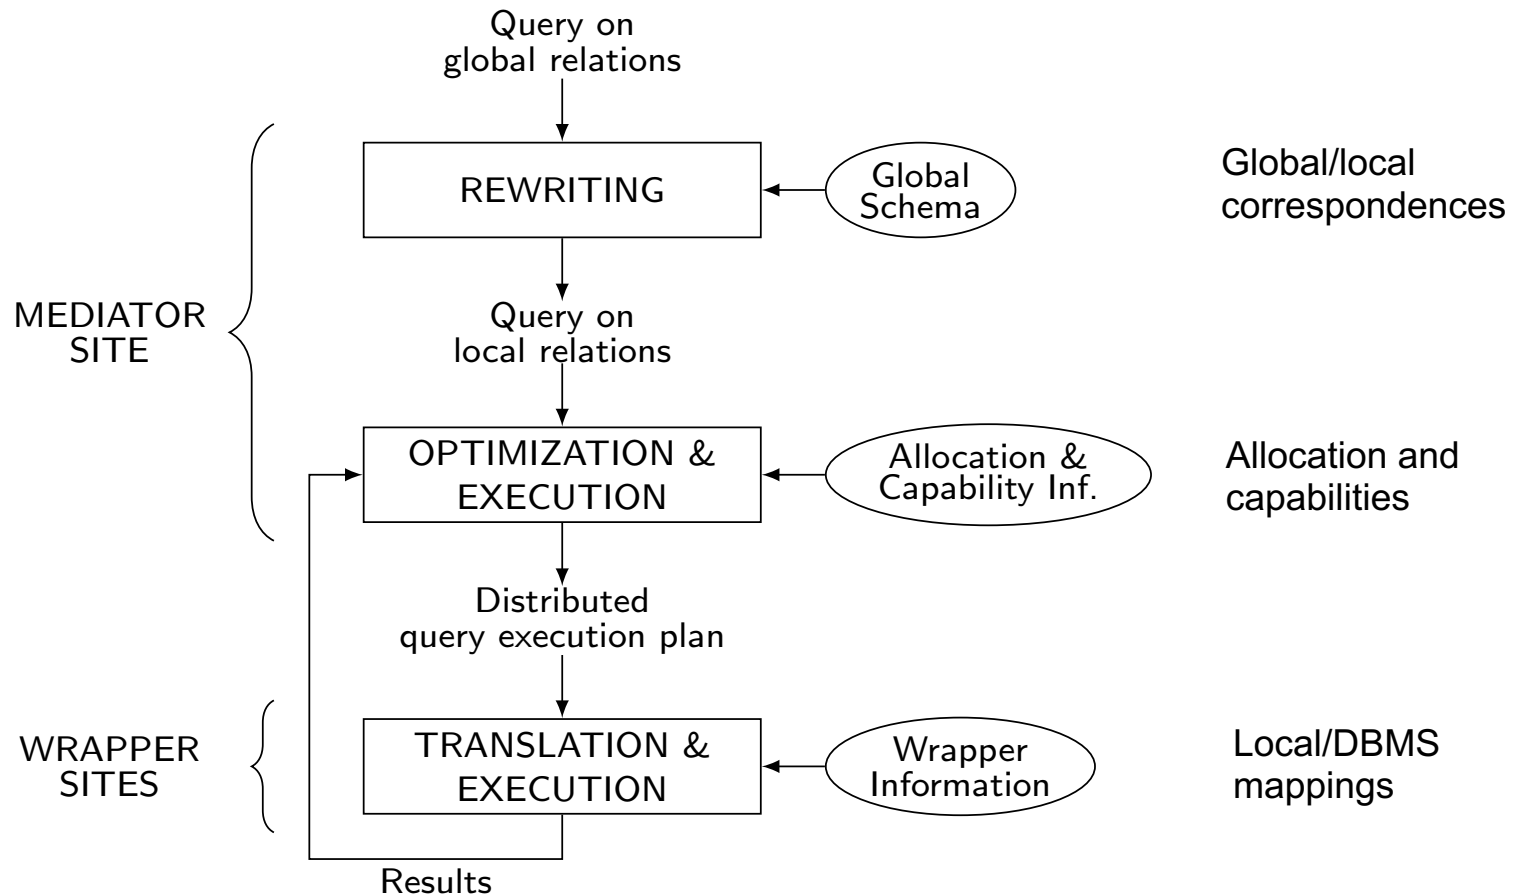 Query on
global relations
REWRITING
Global
Schema
Global/local
correspondences
MEDIATOR
SITE
Query on
local relations
OPTIMIZATION &
EXECUTION
Allocation &
Capability Inf.
Allocation and
capabilities
Distributed
query execution plan
WRAPPER
SITES
TRANSLATION &
EXECUTION
Wrapper
Information
Local/DBMS
mappings
Results